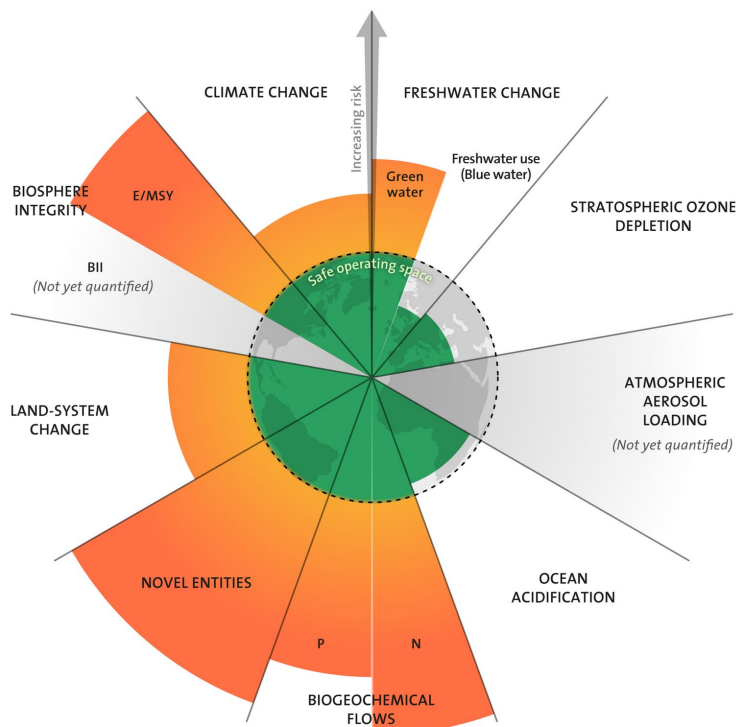 CLIMATE CHANGE
FRESHWATER CHANGE
Increasing risk
Freshwater use
(Blue water)
Green
water
BIOSPHERE
INTEGRITY
E/MSY
STRATOSPHERIC OZONE
DEPLETION
BII
(Not yet quantified)
Safe operating space
ATMOSPHERIC
AEROSOL
LOADING
(Not yet quantified)
LAND-SYSTEM
CHANGE
NOVEL ENTITIES
OCEAN
ACIDIFICATION
P
N
BIOGEOCHEMICAL
FLOWS